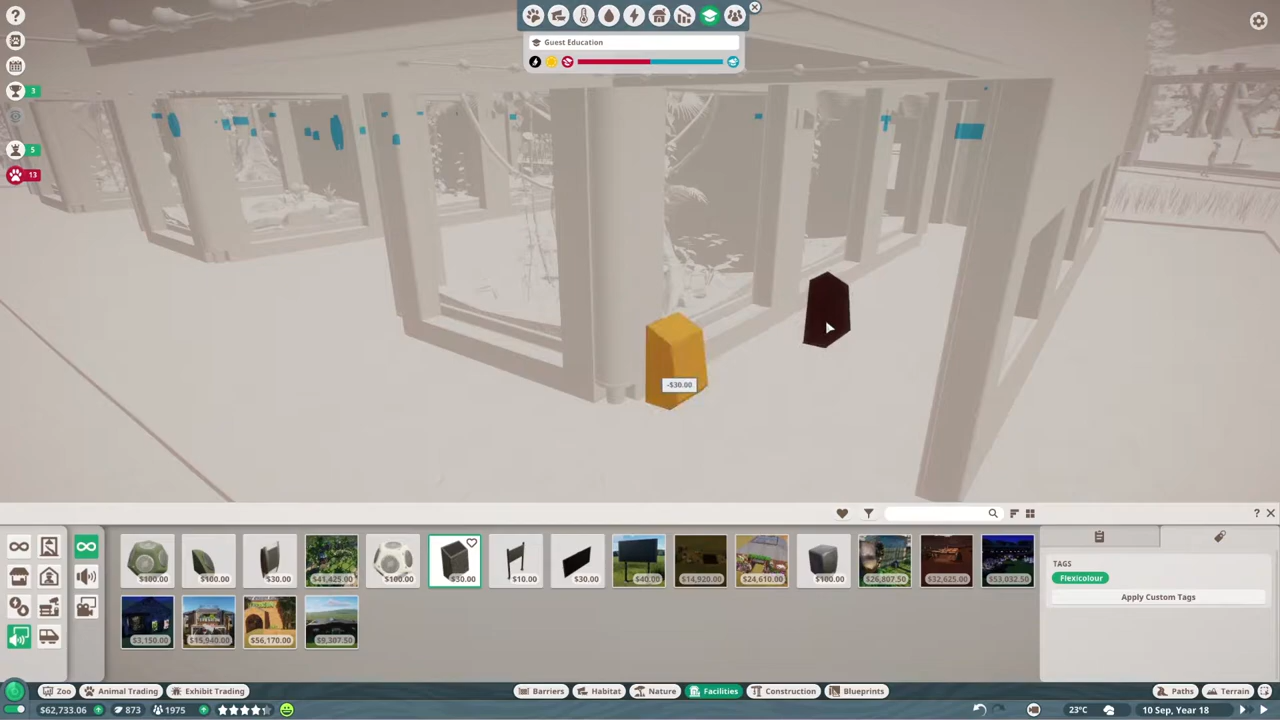 ?
Guest Education
3
5
13
-$30.00
?
TAGS
Flexicolour
Apply Custom Tags
$100.00 $100.00 $30.00 $41,425.00 $100.00 $30.00 $10.00 $30.00 $40.00 $14,920.00 $24,610.00 $100.00 $26,807.50 $32,625.00 $53,032.50
$3,150.00 $15,940.00 $56,170.00 $9,307.50
Zoo Animal Trading Exhibit Trading Barriers Habitat Nature Facilities Construction Blueprints Paths Terrain
$62,733.06 873 1975 23°C 10 Sep, Year 18